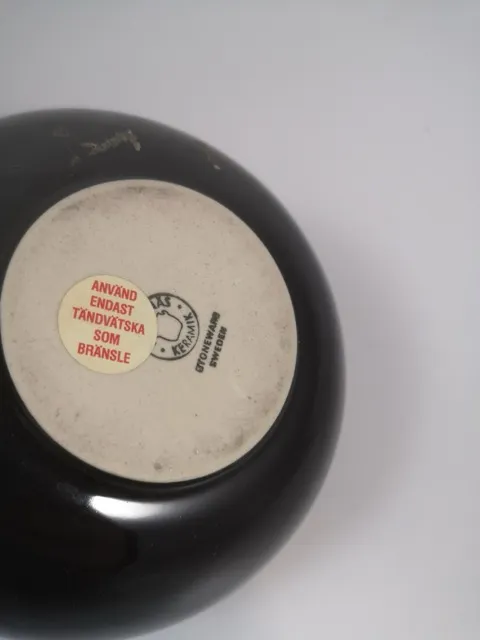 ANVÄND
ENDAST
TÄNDVÄTSKA
SOM
BRÄNSLE
KERAMIK
STONEWARE
SWEDEN